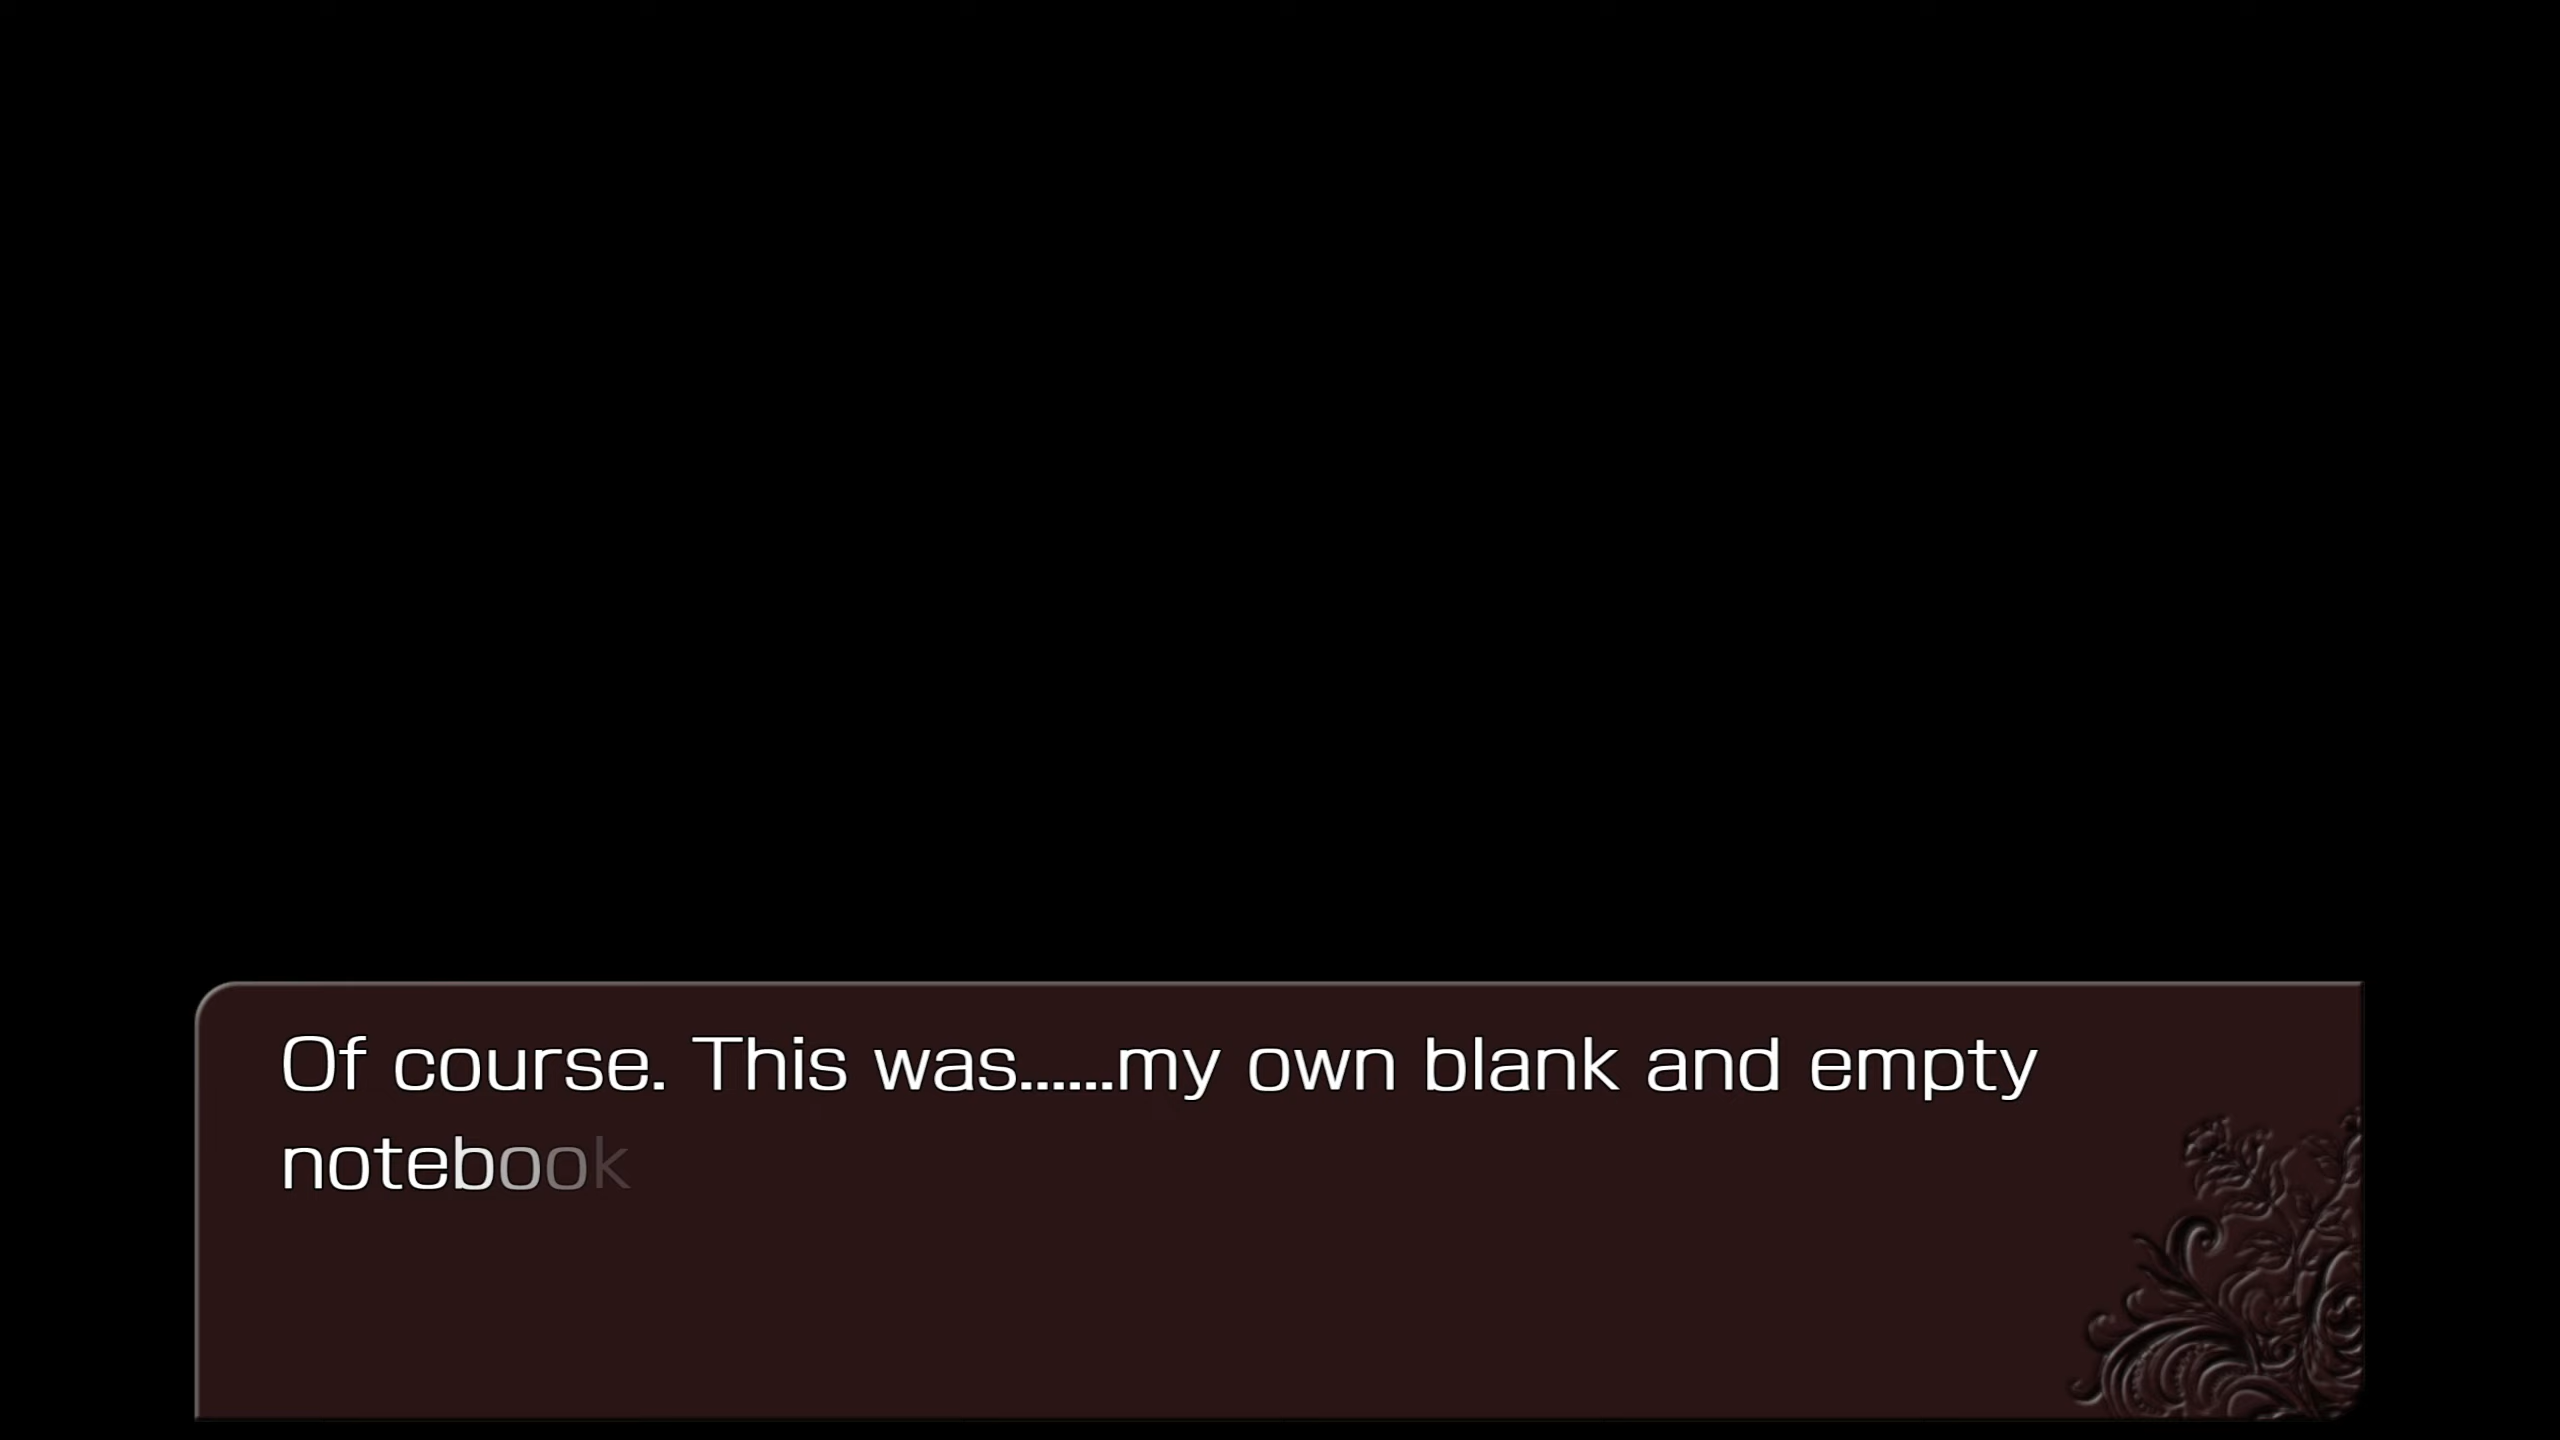 Of course. This was......my own blank and empty
notebook